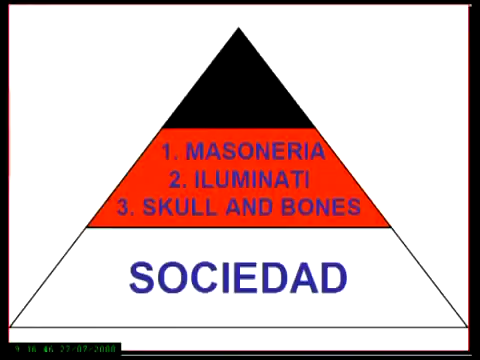 1. MASONERIA
2. ILUMINATI
3. SKULL AND BONES
SOCIEDAD